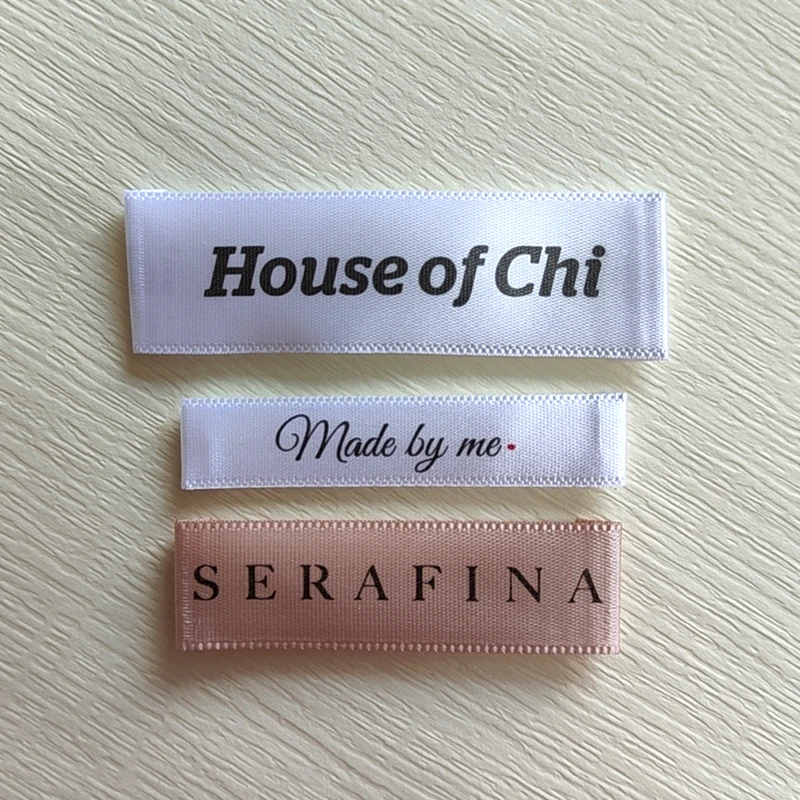 House of Chi
Made by me
SERAFINA